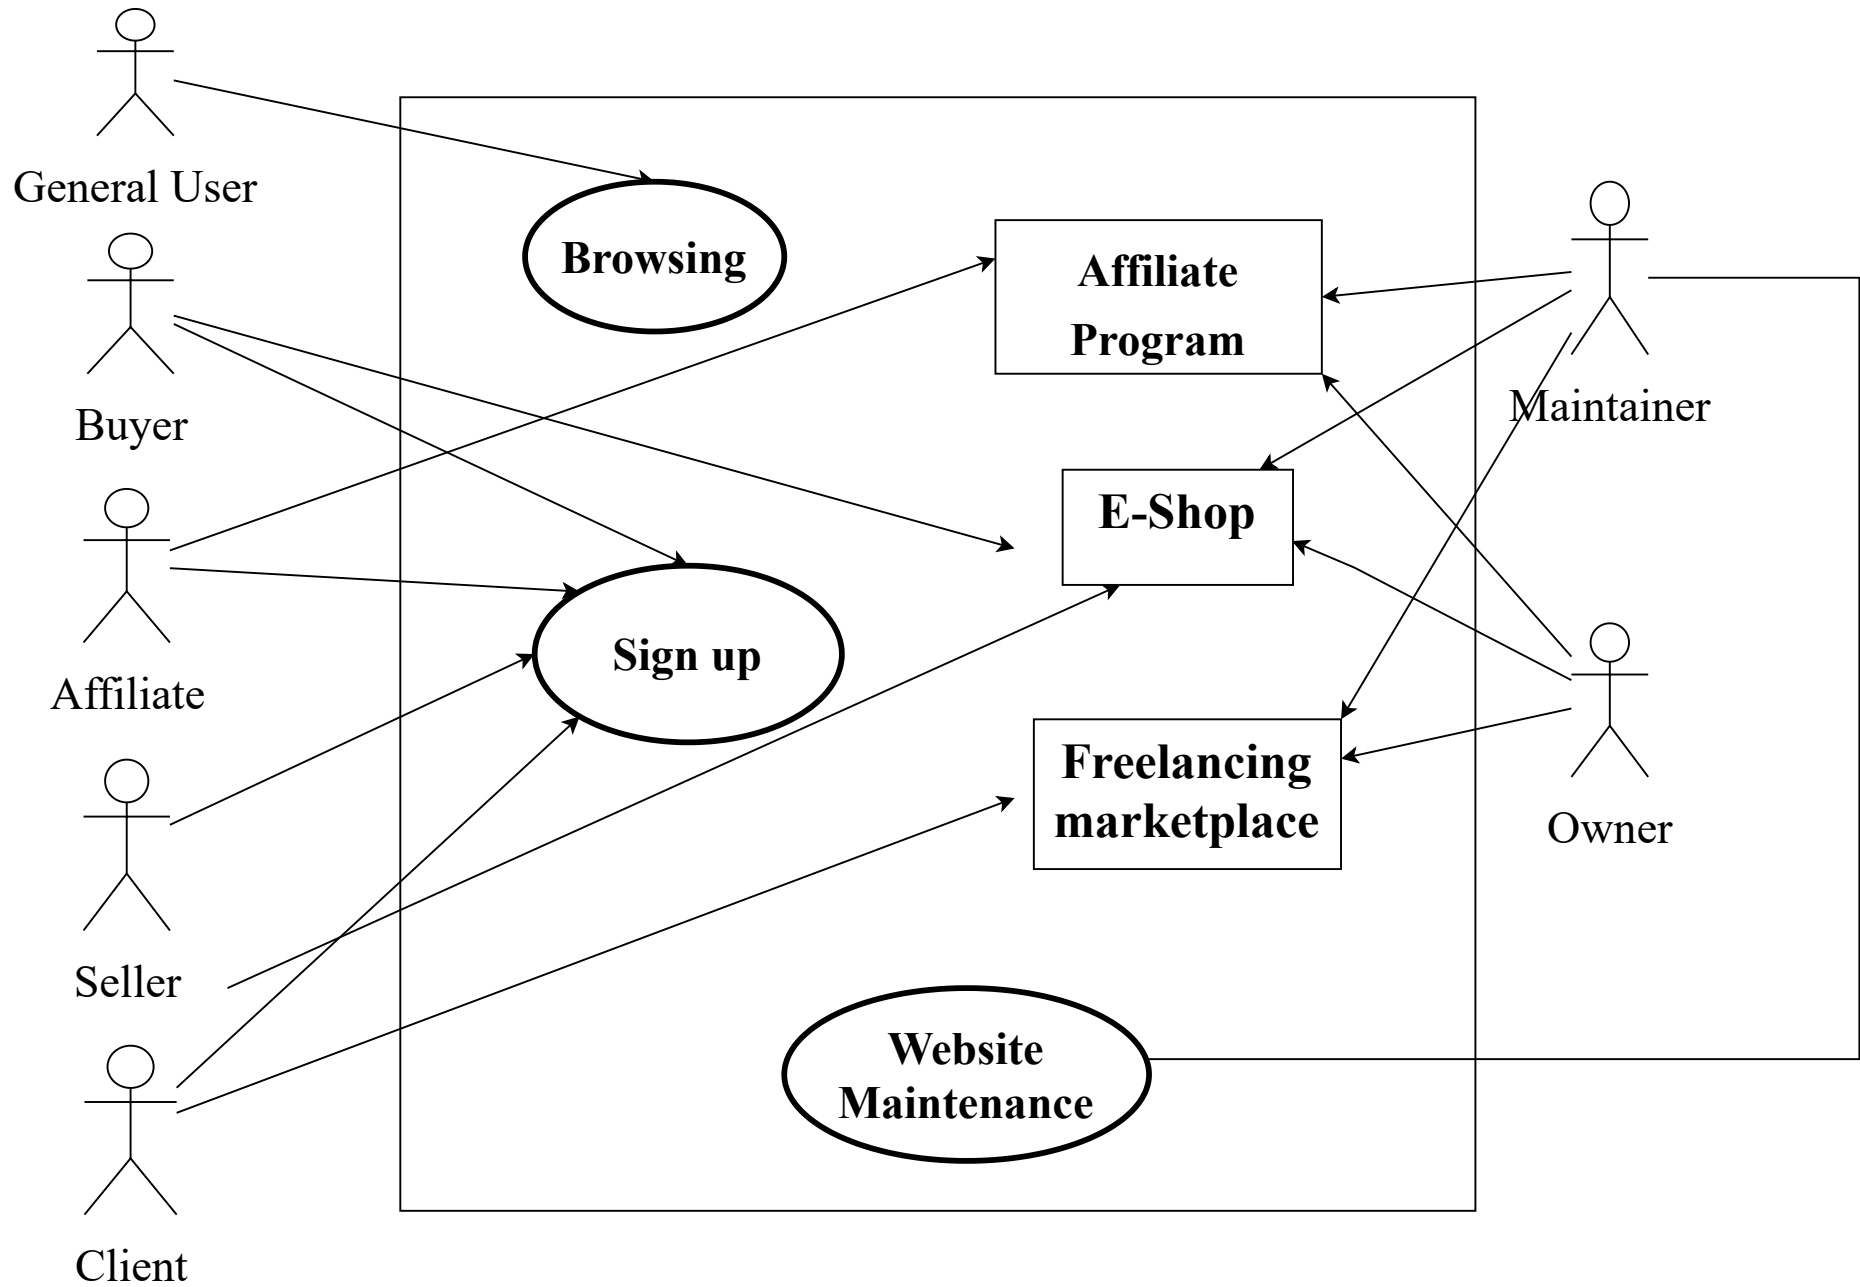 General User
Browsing
Affiliate
Program
Maintainer
Buyer
E-Shop
Sign up
Affiliate
Freelancing
marketplace
Owner
Seller
Website
Maintenance
Client